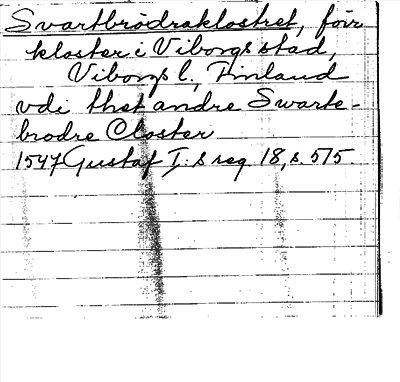 Svartbrödraklostret, förr
kloster i Viborgs stad,
Viborgs l., Finland
vdi thet andre Swarte-
brodre Closter
1547 Gustaf I:s reg 18, s. 575.